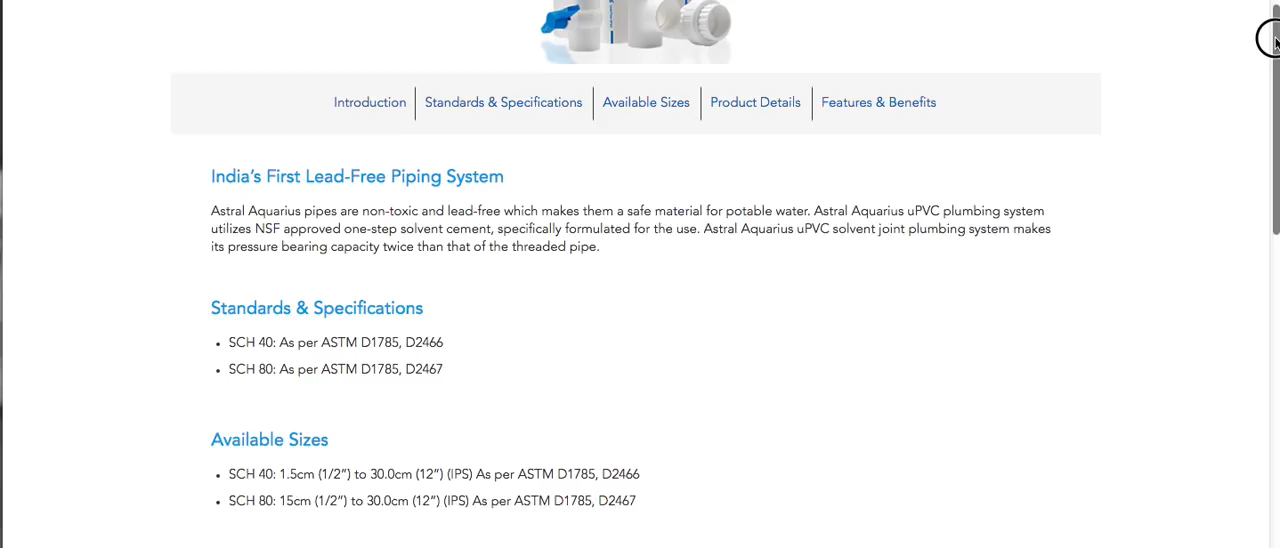 Introduction
Standards & Specifications
Available Sizes
Product Details
Features & Benefits
India’s First Lead-Free Piping System
Astral Aquarius pipes are non-toxic and lead-free which makes them a safe material for potable water. Astral Aquarius uPVC plumbing system
utilizes NSF approved one-step solvent cement, specifically formulated for the use. Astral Aquarius uPVC solvent joint plumbing system makes
its pressure bearing capacity twice than that of the threaded pipe.
Standards & Specifications
• SCH 40: As per ASTM D1785, D2466
• SCH 80: As per ASTM D1785, D2467
Available Sizes
• SCH 40: 1.5cm (1/2”) to 30.0cm (12”) (IPS) As per ASTM D1785, D2466
• SCH 80: 15cm (1/2”) to 30.0cm (12”) (IPS) As per ASTM D1785, D2467